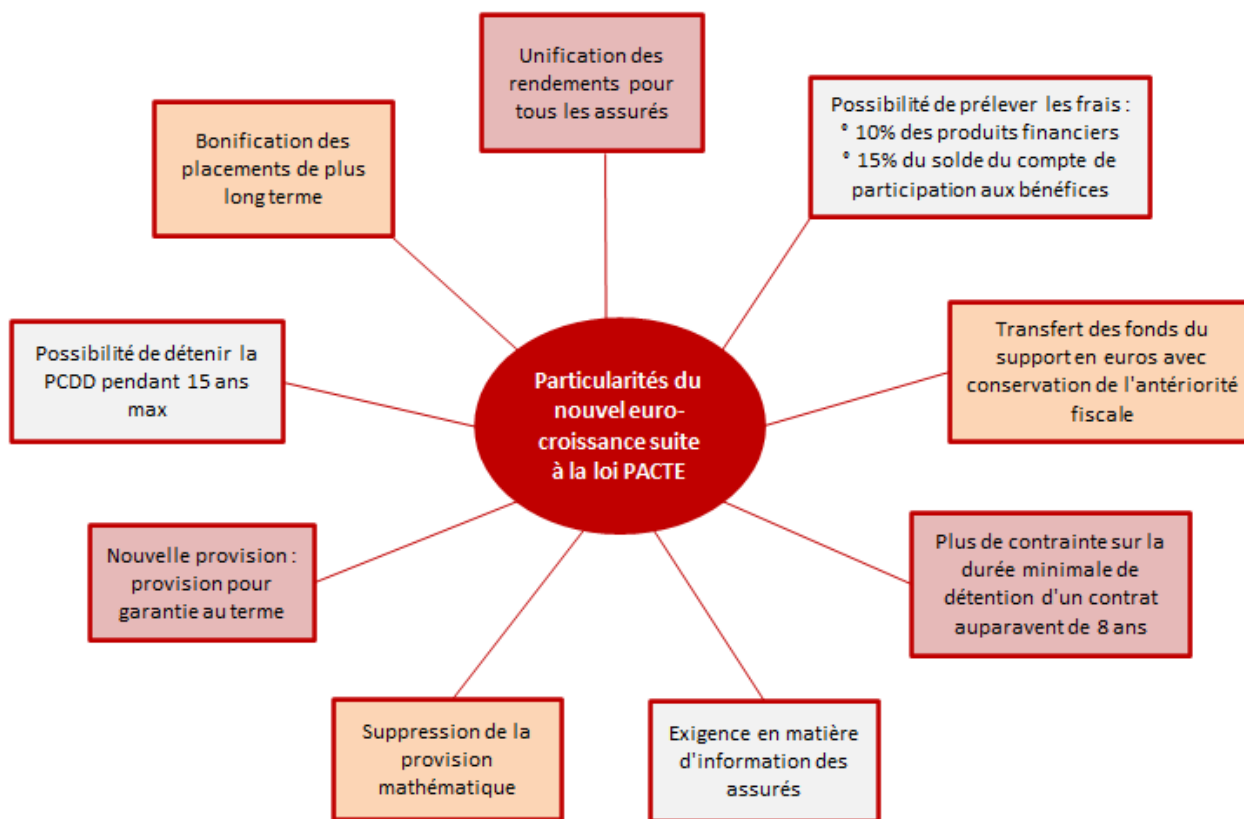 Unification des
rendements pour
tous les assurés
Possibilité de prélever les frais :
° 10% des produits financiers
° 15% du solde du compte de
participation aux bénéfices
Bonification des
placements de plus
long terme
Transfert des fonds du
support en euros avec
conservation de l'antériorité
fiscale
Possibilité de détenir la
PCDD pendant 15 ans
max
Particularités du
nouvel euro-
croissance suite
à la loi PACTE
Plus de contrainte sur la
durée minimale de
détention d'un contrat
auparavent de 8 ans
Nouvelle provision :
provision pour
garantie au terme
Suppression de la
provision
mathématique
Exigence en matière
d'information des
assurés